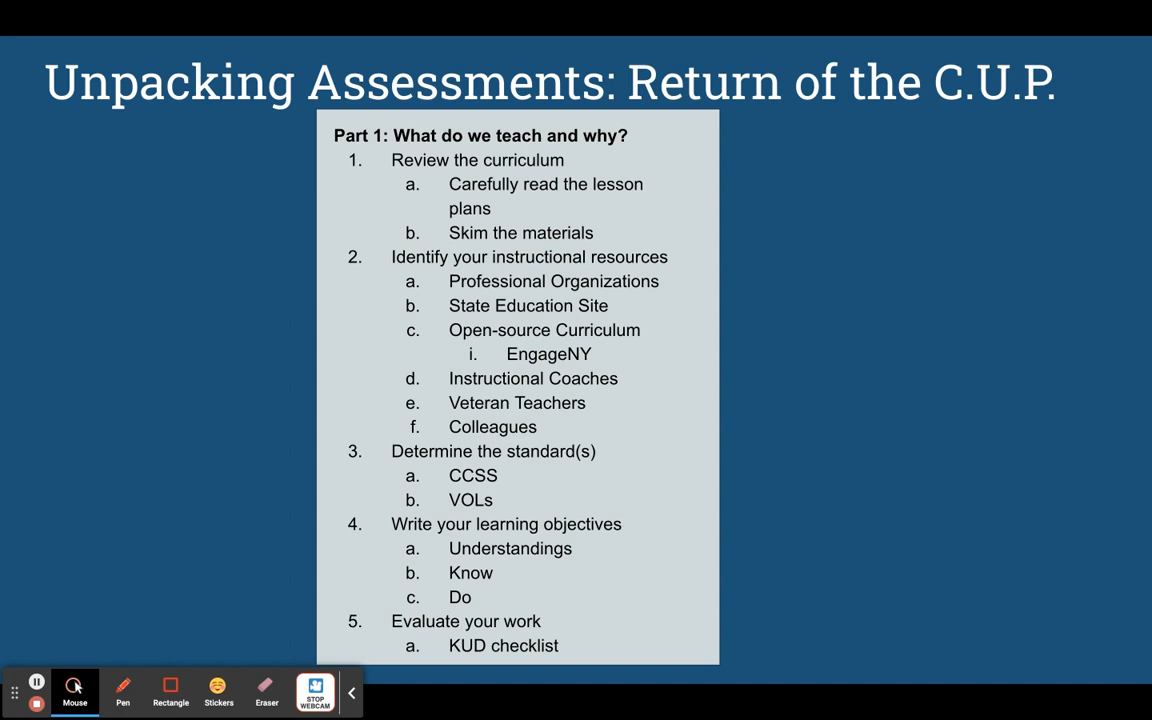 Unpacking Assessments: Return of the C.U.P.
Part 1: What do we teach and why?
1. Review the curriculum
a. Carefully read the lesson
plans
b. Skim the materials
2. Identify your instructional resources
a. Professional Organizations
b. State Education Site
c. Open-source Curriculum
i. EngageNY
d. Instructional Coaches
e. Veteran Teachers
f. Colleagues
3. Determine the standard(s)
a. CCSS
b. VOLs
4. Write your learning objectives
a. Understandings
b. Know
c. Do
5. Evaluate your work
a. KUD checklist
Mouse Pen Rectangle Stickers Eraser STOP
WEBCAM